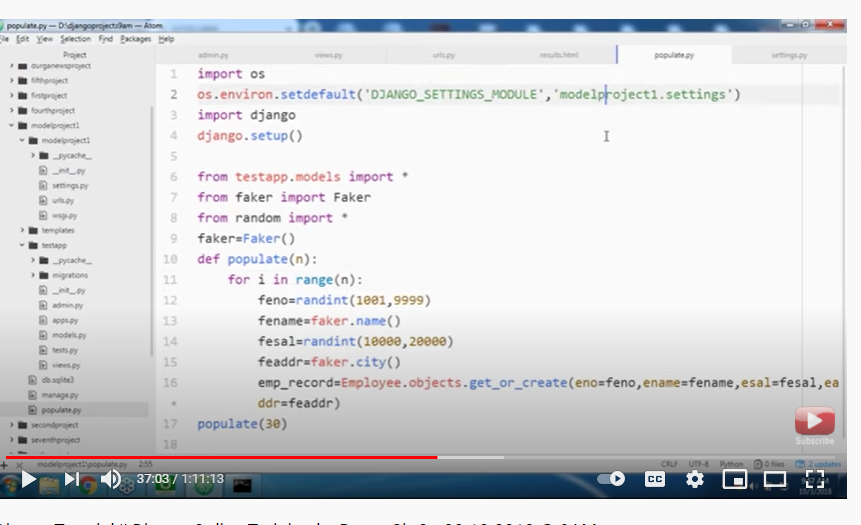 populate.py — D:\djangoprojects9am — Atom
File Edit View Selection Find Packages Help
Project
admin.py
views.py
urls.py
results.html
populate.py
settings.py
durganewsproject
fifthproject
firstproject
fourthproject
modelproject1
modelproject1
__pycache__
__init__.py
settings.py
urls.py
wsgi.py
templates
testapp
__pycache__
migrations
__init__.py
admin.py
apps.py
models.py
tests.py
views.py
db.sqlite3
manage.py
populate.py
secondproject
seventhproject
1 import os
2 os.environ.setdefault('DJANGO_SETTINGS_MODULE','modelproject1.settings')
3 import django
4 django.setup()
5
6 from testapp.models import *
7 from faker import Faker
8 from random import *
9 faker=Faker()
10 def populate(n):
11 for i in range(n):
12 feno=randint(1001,9999)
13 fename=faker.name()
14 fesal=randint(10000,20000)
15 feaddr=faker.city()
16 emp_record=Employee.objects.get_or_create(eno=feno,ename=fename,esal=fesal,ea
• ddr=feaddr)
17 populate(30)
18
Subscribe
modelproject1\populate.py 2:55
CRLF UTF-8 Python 0 files 2 updates
37:03 / 1:11:13
CC
10/3/2018